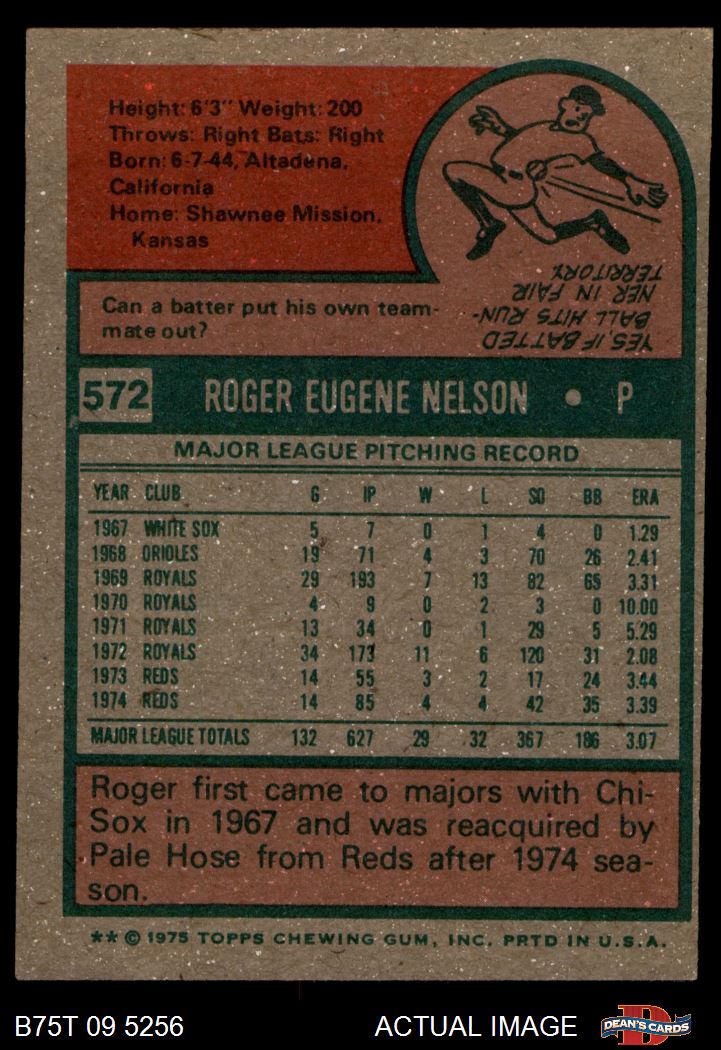 Height: 6'3" Weight: 200
Throws: Right Bats: Right
Born: 6-7-44, Altadena,
California
Home: Shawnee Mission,
Kansas
Can a batter put his own team-
mate out?
YES, IF BATTED
BALL HITS RUN-
NER IN FAIR
TERRITORY.
572 ROGER EUGENE NELSON • P
MAJOR LEAGUE PITCHING RECORD
YEAR CLUB G IP W L SO BB ERA
1967 WHITE SOX 5 7 0 1 4 0 1.29
1968 ORIOLES 19 71 4 3 70 26 2.41
1969 ROYALS 29 193 7 13 82 65 3.31
1970 ROYALS 4 9 0 2 3 0 10.00
1971 ROYALS 13 34 0 1 29 5 5.29
1972 ROYALS 34 173 11 6 120 31 2.08
1973 REDS 14 55 3 2 17 24 3.44
1974 REDS 14 85 4 4 42 35 3.39
MAJOR LEAGUE TOTALS 132 627 29 32 367 186 3.07
Roger first came to majors with Chi-
Sox in 1967 and was reacquired by
Pale Hose from Reds after 1974 sea-
son.
** © 1975 TOPPS CHEWING GUM, INC. PRTD IN U.S.A.
B75T 09 5256 ACTUAL IMAGE DEAN'S CARDS